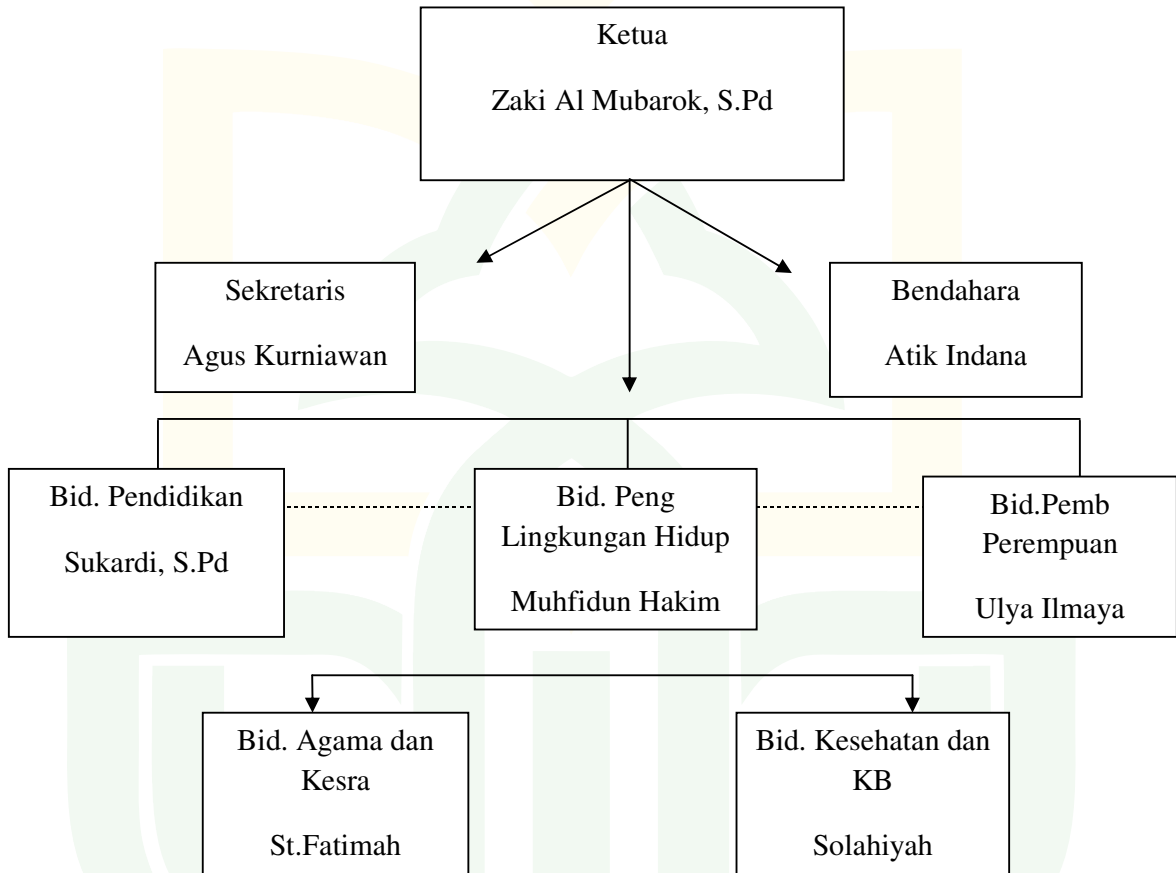 Ketua
Zaki Al Mubarok, S.Pd
Sekretaris
Agus Kurniawan
Bendahara
Atik Indana
Bid. Pendidikan
Sukardi, S.Pd
Bid. Peng
Lingkungan Hidup
Muhfidun Hakim
Bid.Pemb
Perempuan
Ulya Ilmaya
Bid. Agama dan
Kesra
St.Fatimah
Bid. Kesehatan dan
KB
Solahiyah